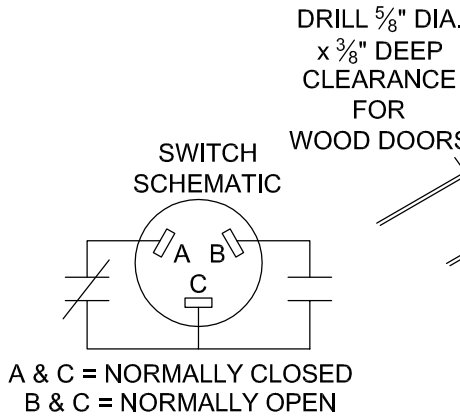 DRILL ⅝" DIA.
x ⅜" DEEP
CLEARANCE
FOR
WOOD DOORS
SWITCH
SCHEMATIC
A B
C
A & C = NORMALLY CLOSED
B & C = NORMALLY OPEN